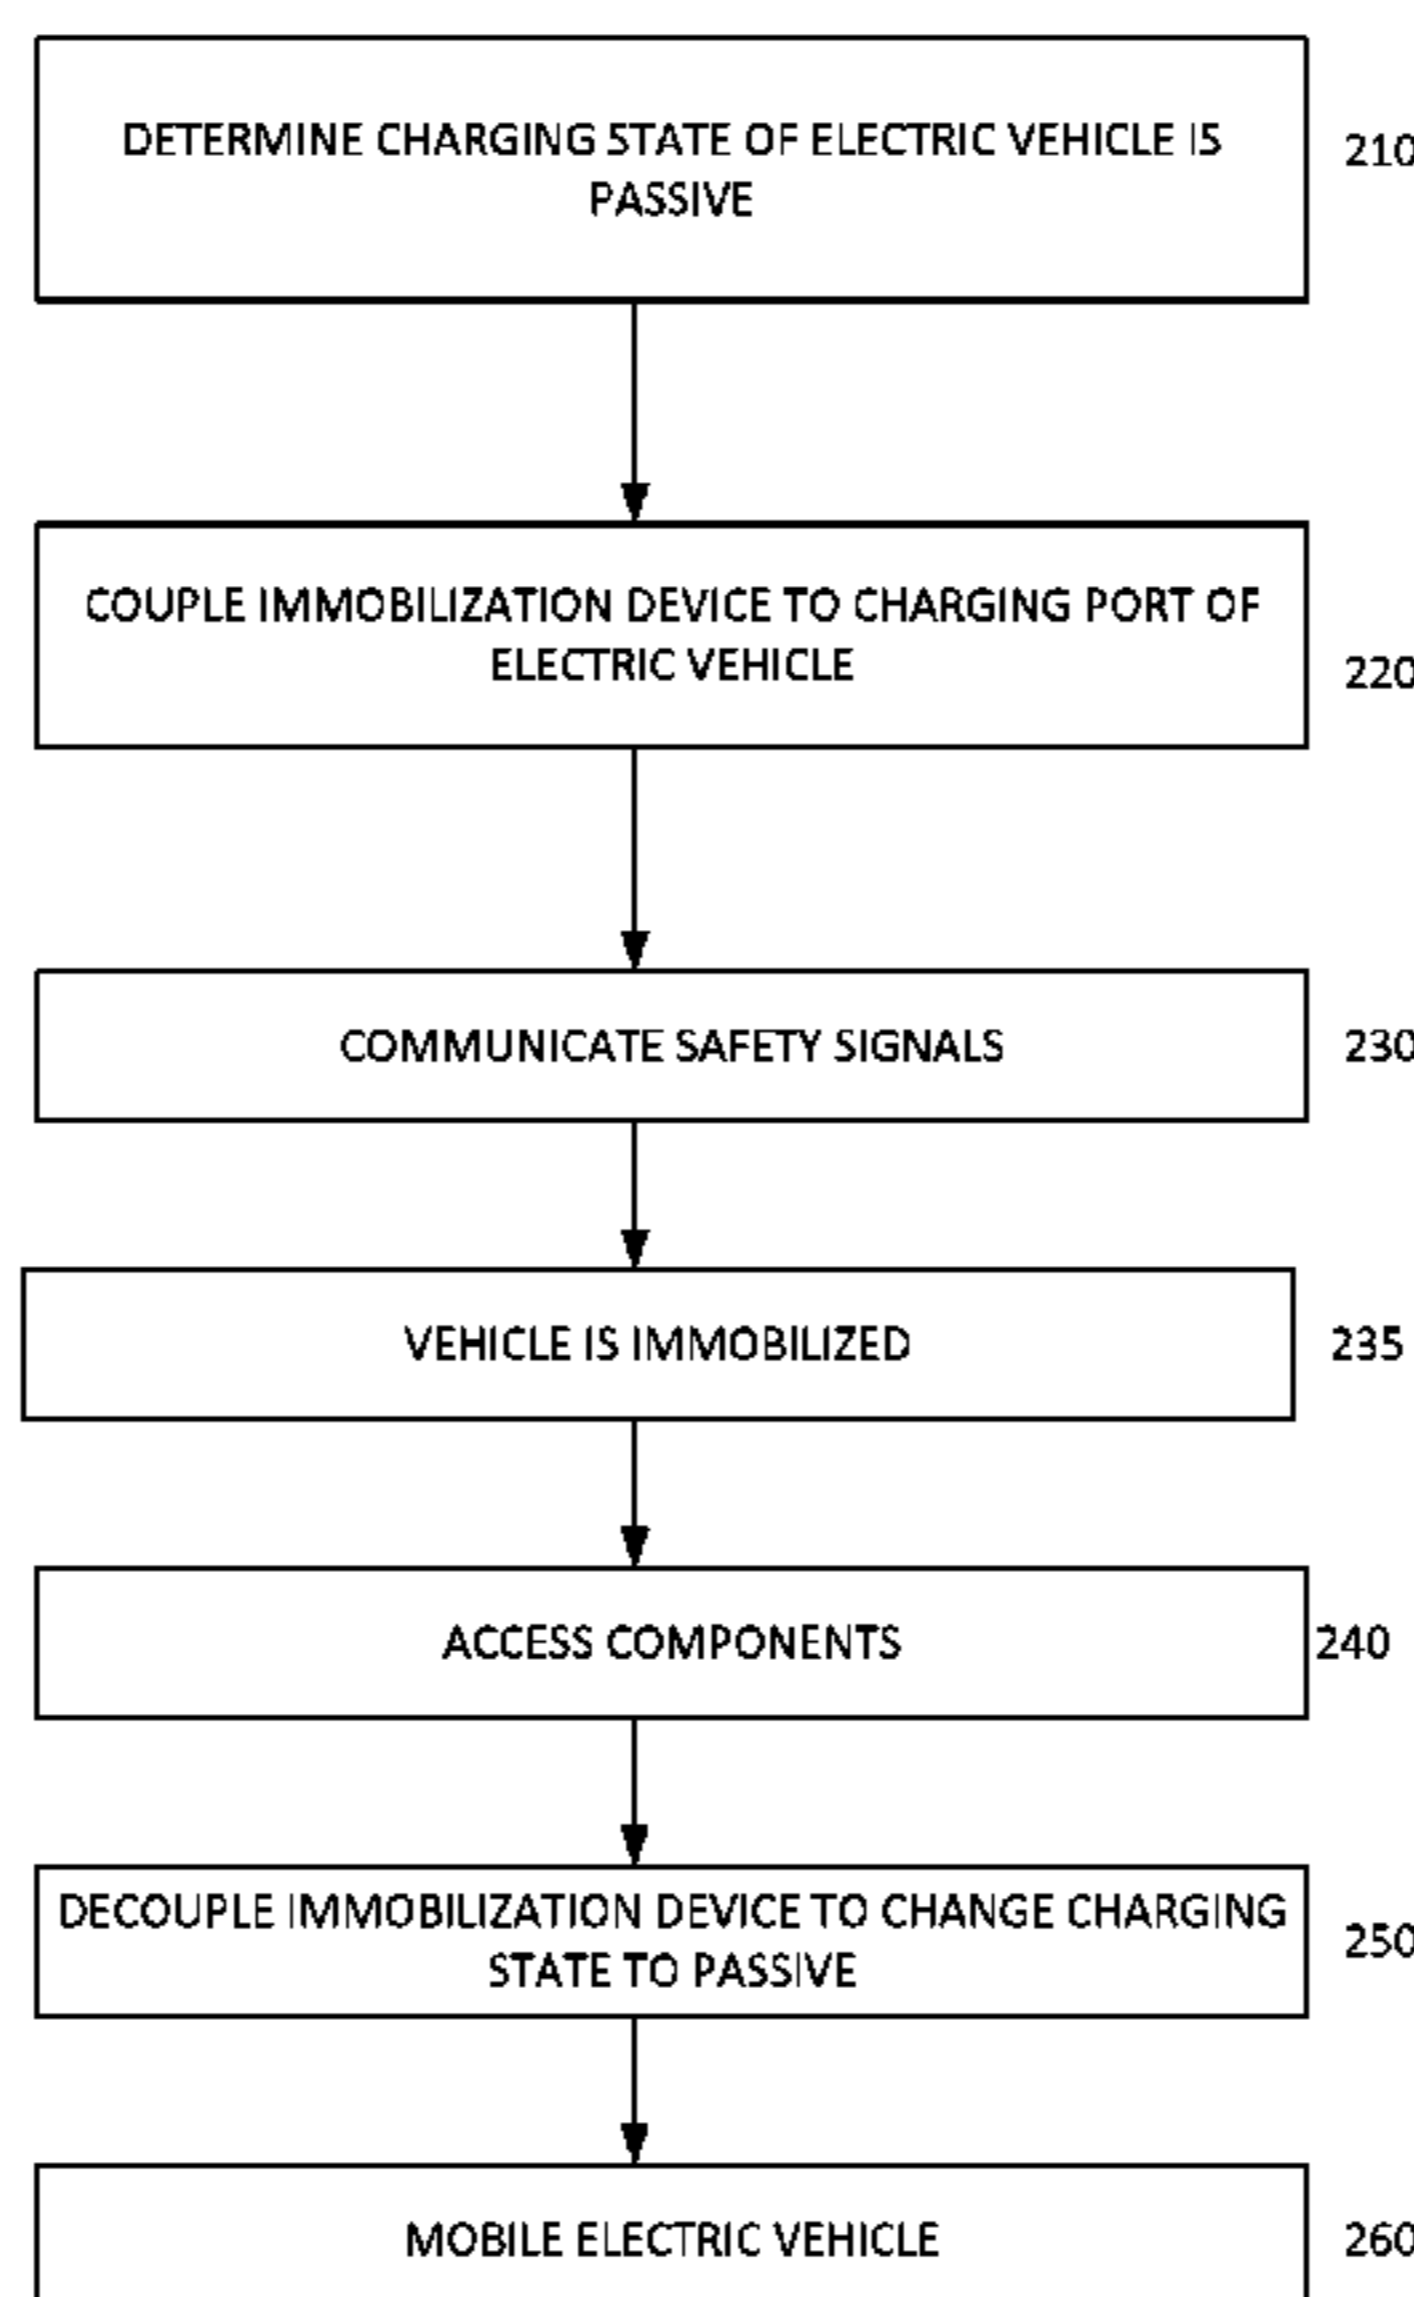 DETERMINE CHARGING STATE OF ELECTRIC VEHICLE IS
PASSIVE
210
COUPLE IMMOBILIZATION DEVICE TO CHARGING PORT OF
ELECTRIC VEHICLE
220
COMMUNICATE SAFETY SIGNALS
230
VEHICLE IS IMMOBILIZED
235
ACCESS COMPONENTS
240
DECOUPLE IMMOBILIZATION DEVICE TO CHANGE CHARGING
STATE TO PASSIVE
250
MOBILE ELECTRIC VEHICLE
260